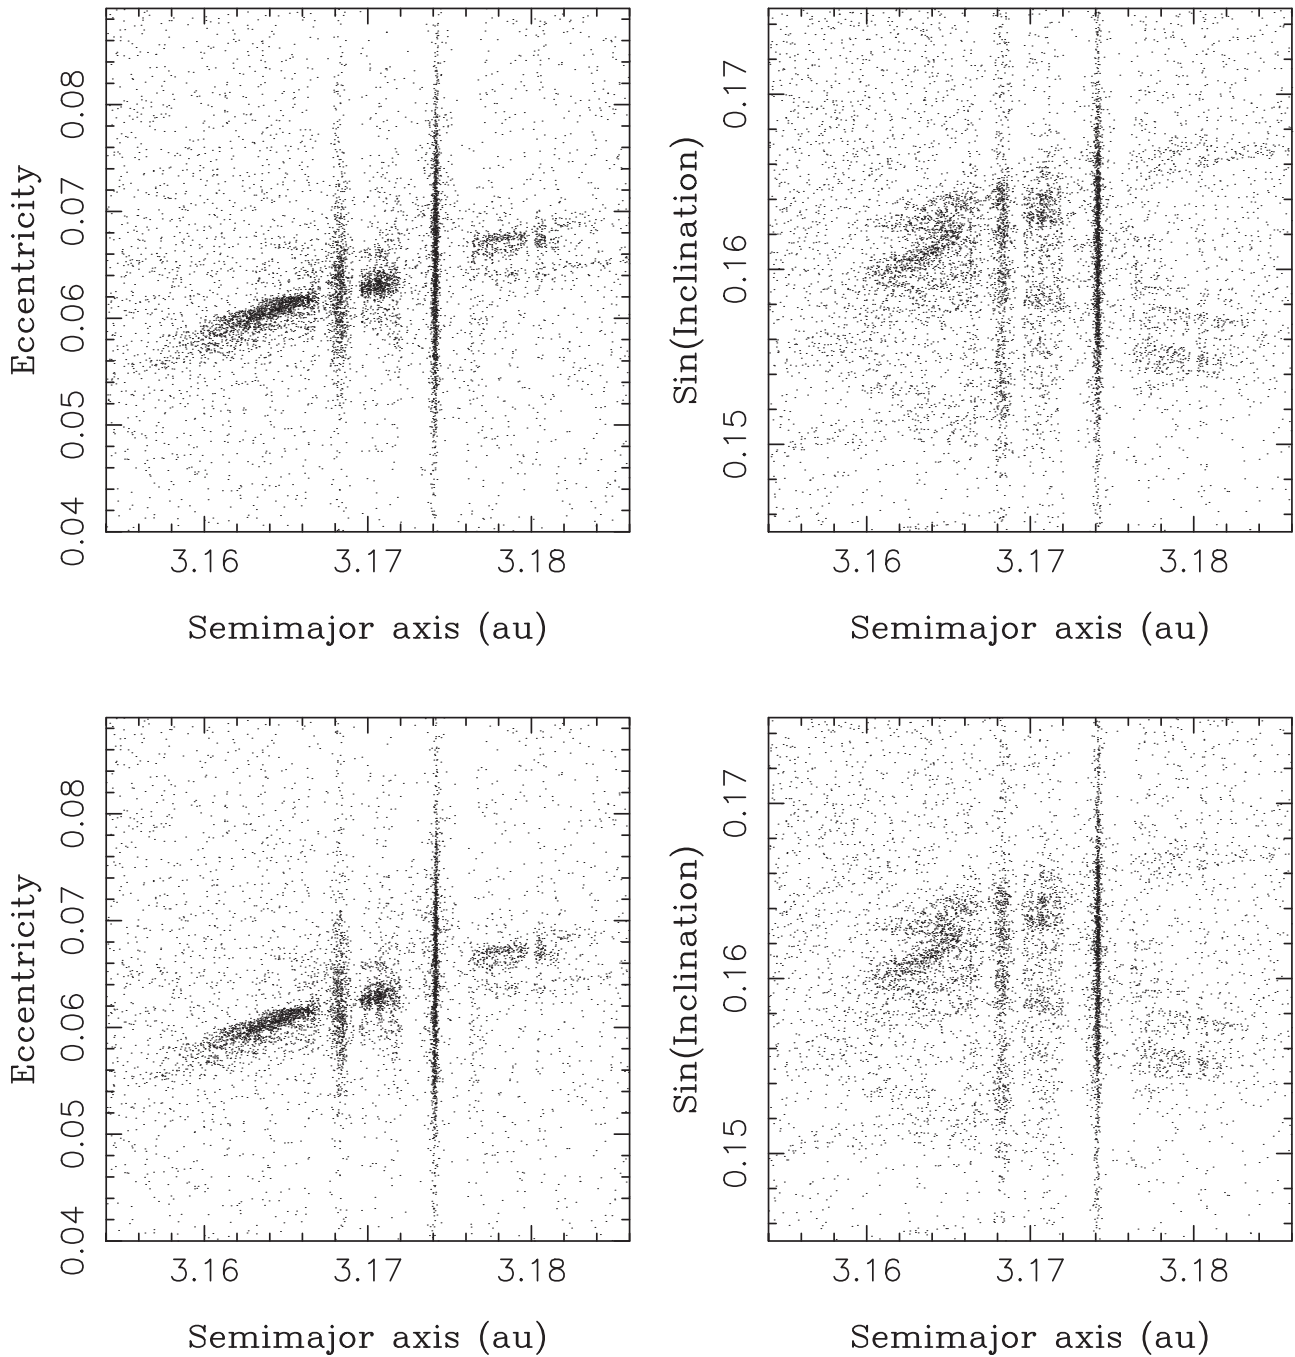 Eccentricity
0.08
0.07
0.06
0.05
0.04
3.16 3.17 3.18
Semimajor axis (au)
Sin(Inclination)
0.17
0.16
0.15
3.16 3.17 3.18
Semimajor axis (au)
Eccentricity
0.08
0.07
0.06
0.05
0.04
3.16 3.17 3.18
Semimajor axis (au)
Sin(Inclination)
0.17
0.16
0.15
3.16 3.17 3.18
Semimajor axis (au)